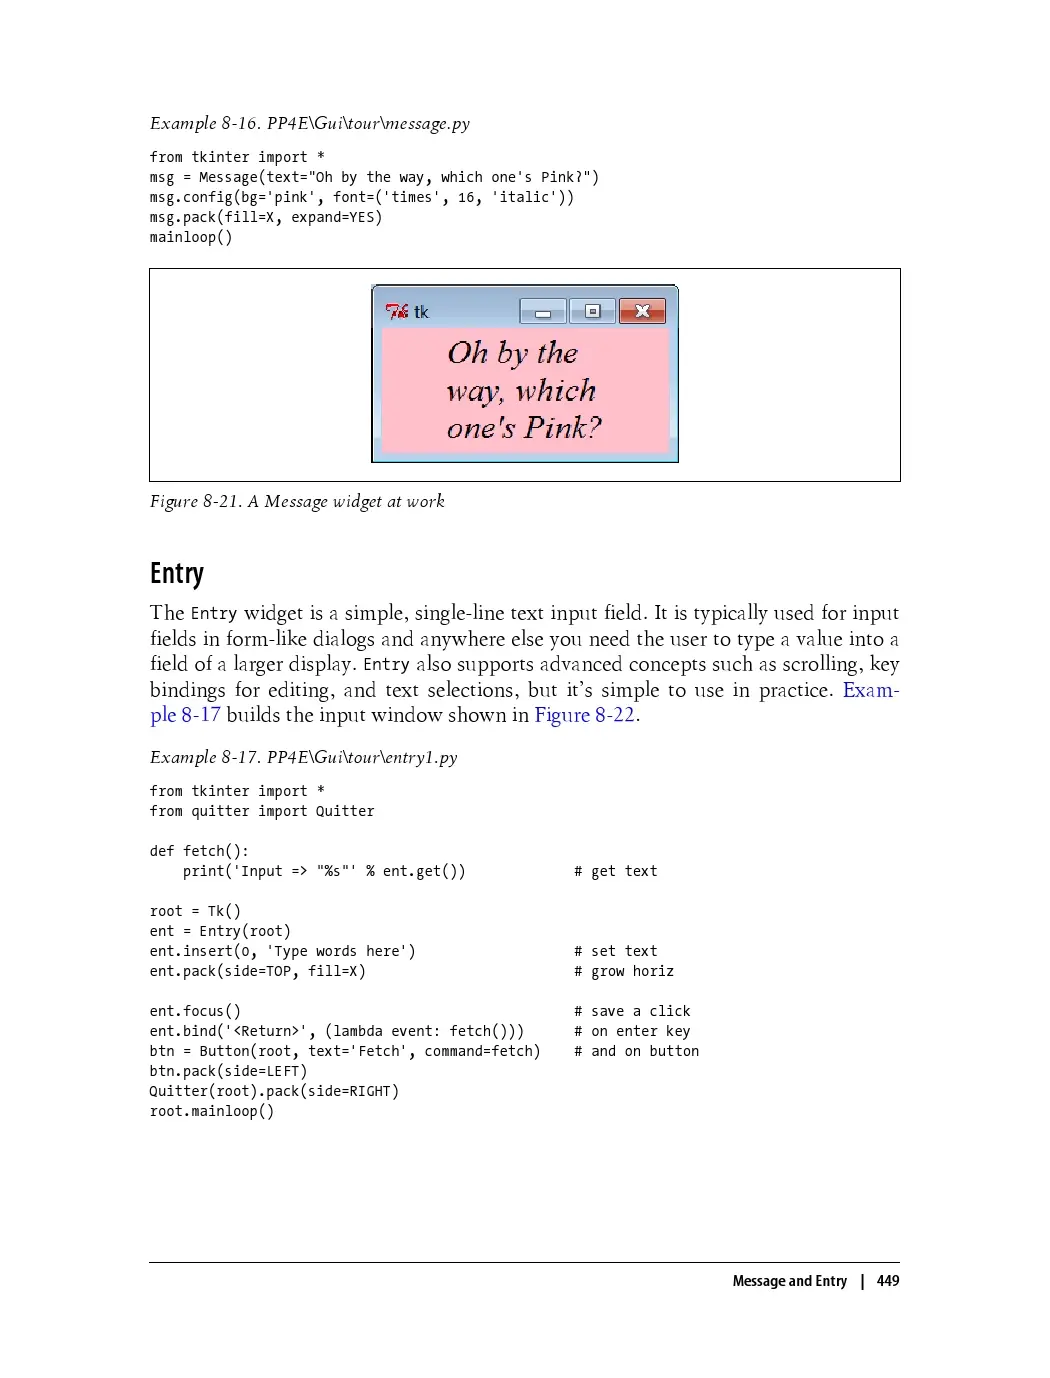 Example 8-16. PP4E\Gui\tour\message.py
from tkinter import *
msg = Message(text="Oh by the way, which one's Pink?")
msg.config(bg='pink', font=('times', 16, 'italic'))
msg.pack(fill=X, expand=YES)
mainloop()
tk
Oh by the
way, which
one's Pink?
Figure 8-21. A Message widget at work
Entry
The Entry widget is a simple, single-line text input field. It is typically used for input
fields in form-like dialogs and anywhere else you need the user to type a value into a
field of a larger display. Entry also supports advanced concepts such as scrolling, key
bindings for editing, and text selections, but it’s simple to use in practice. Exam-
ple 8-17 builds the input window shown in Figure 8-22.
Example 8-17. PP4E\Gui\tour\entry1.py
from tkinter import *
from quitter import Quitter
def fetch():
    print('Input => "%s"' % ent.get())             # get text
root = Tk()
ent = Entry(root)
ent.insert(0, 'Type words here')                   # set text
ent.pack(side=TOP, fill=X)                         # grow horiz
ent.focus()                                        # save a click
ent.bind('<Return>', (lambda event: fetch()))      # on enter key
btn = Button(root, text='Fetch', command=fetch)    # and on button
btn.pack(side=LEFT)
Quitter(root).pack(side=RIGHT)
root.mainloop()
Message and Entry | 449